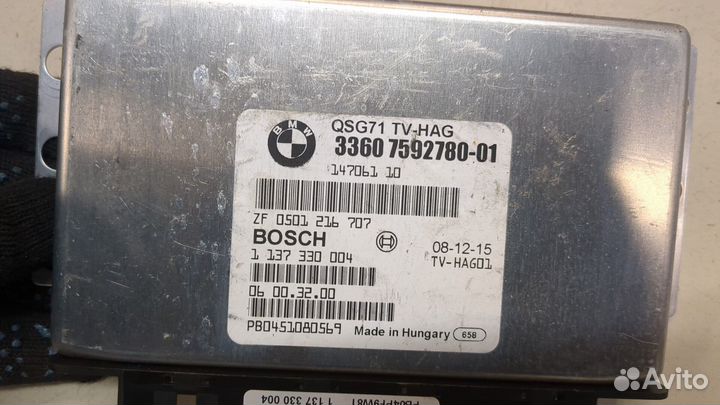 BMW
QSG71 TV-HAG
3360 7592780-01
147061 10
ZF 0501 216 707
BOSCH
08-12-15
1 137 330 004
TV-HAG01
06 00.32.00
PB0451080569
Made in Hungary 658
1 137 330 004
Avito